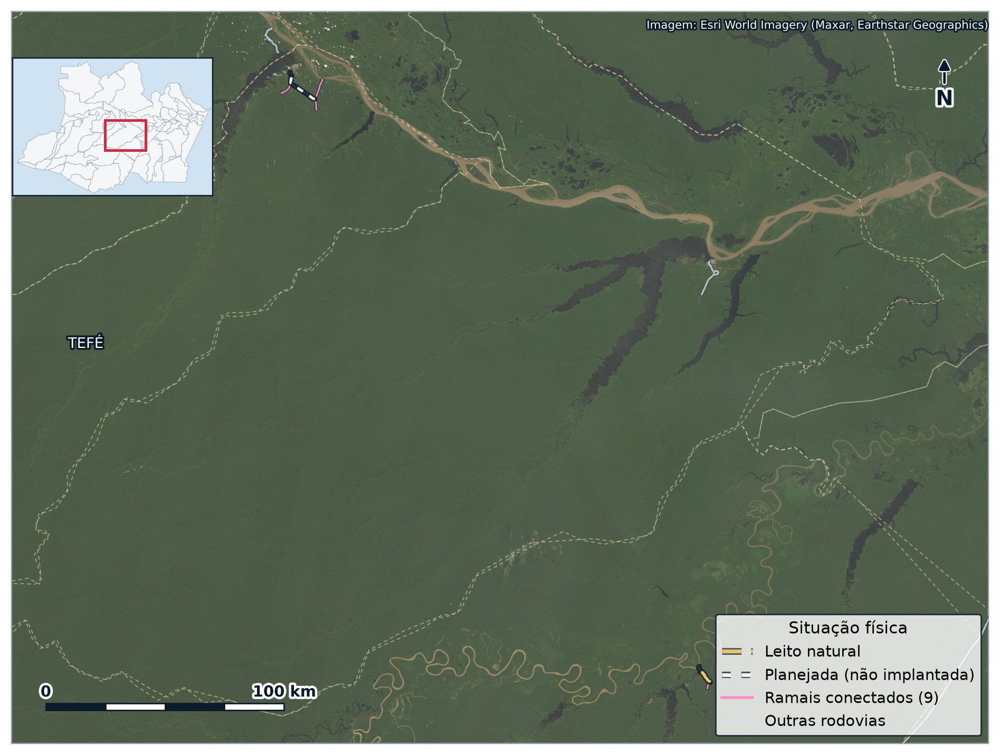 Imagem: Esri World Imagery (Maxar, Earthstar Geographics)
N
TEFÉ
0 100 km
Situação física
Leito natural
Planejada (não implantada)
Ramais conectados (9)
Outras rodovias